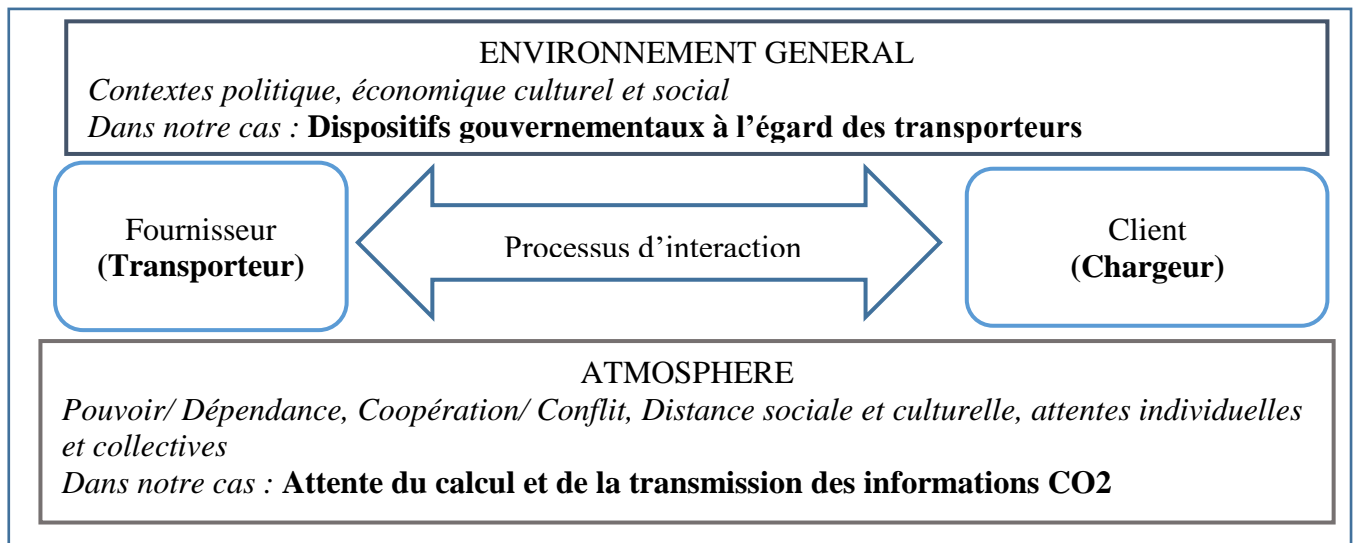 ENVIRONNEMENT GENERAL
Contextes politique, économique culturel et social
Dans notre cas : Dispositifs gouvernementaux à l’égard des transporteurs
Fournisseur
(Transporteur)
Processus d’interaction
Client
(Chargeur)
ATMOSPHERE
Pouvoir/ Dépendance, Coopération/ Conflit, Distance sociale et culturelle, attentes individuelles
et collectives
Dans notre cas : Attente du calcul et de la transmission des informations CO2